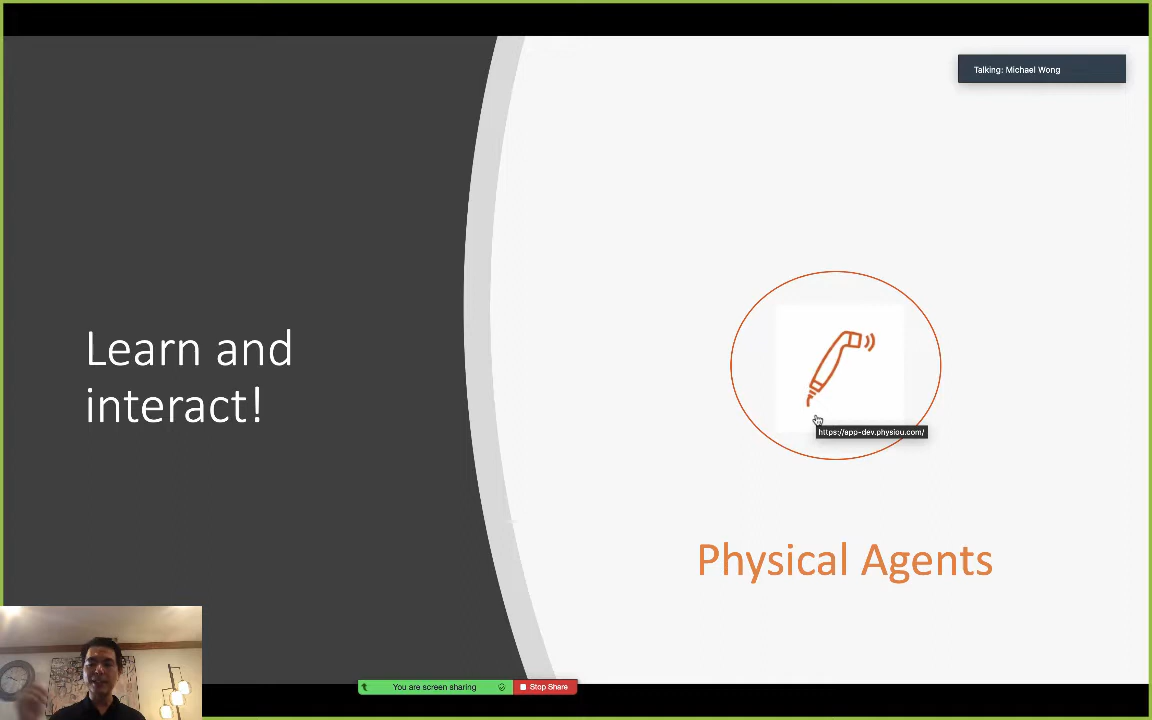 Talking: Michael Wong
Learn and
interact!
https://app-dev.physiou.com/
Physical Agents
You are screen sharing
Stop Share